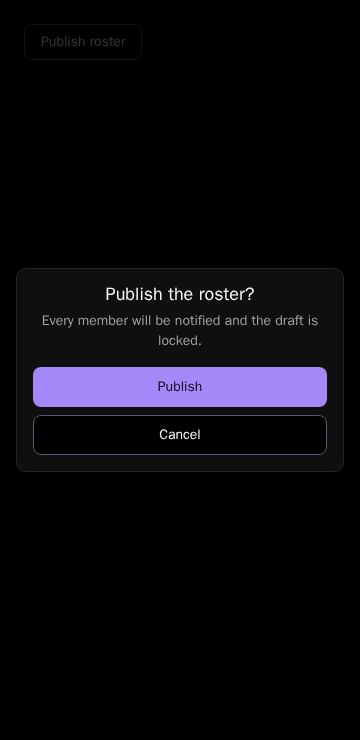 Publish roster
Publish the roster?
Every member will be notified and the draft is
locked.
Publish
Cancel